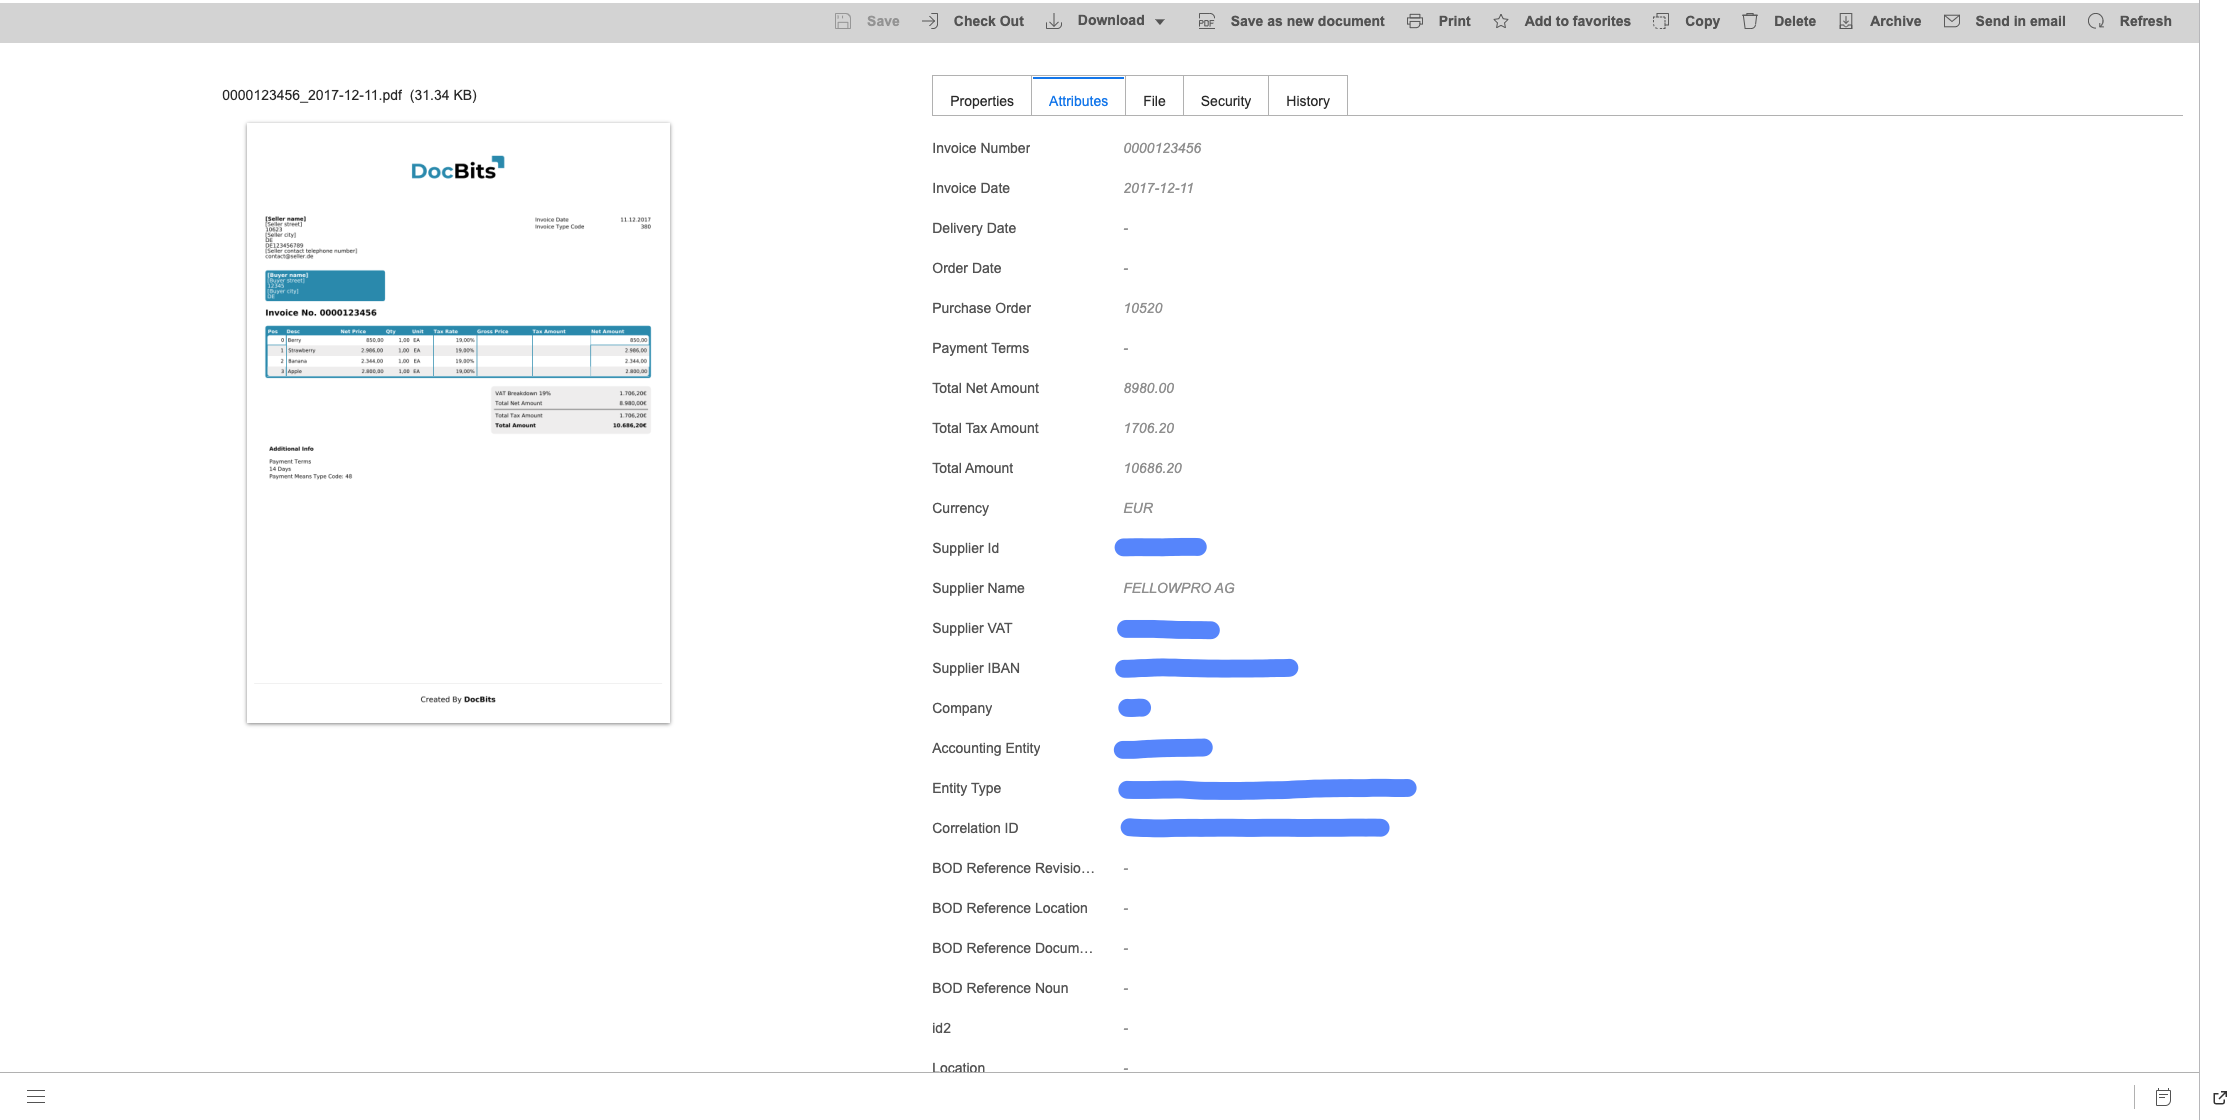 Save Check Out Download Save as new document Print Add to favorites Copy Delete Archive Send in email Refresh
0000123456_2017-12-11.pdf (31.34 KB)
DocBits
[Seller name]
[Seller street]
10623
[Seller city]
DE
DE123456789
[Seller contact telephone number]
contact@seller.de
Invoice Date 11.12.2017
Invoice Type Code 380
[Buyer name]
[Buyer street]
12345
[Buyer city]
DE
Invoice No. 0000123456
Pos Desc Net Price Qty Unit Tax Rate Gross Price Tax Amount Net Amount
0 Berry 850,00 1,00 EA 19,00% 850,00
1 Strawberry 2.986,00 1,00 EA 19,00% 2.986,00
2 Banana 2.344,00 1,00 EA 19,00% 2.344,00
3 Apple 2.800,00 1,00 EA 19,00% 2.800,00
VAT Breakdown 19% 1.706,20€
Total Net Amount 8.980,00€
Total Tax Amount 1.706,20€
Total Amount 10.686,20€
Additional Info
Payment Terms
14 Days
Payment Means Type Code: 48
Created By DocBits
Properties Attributes File Security History
Invoice Number 0000123456
Invoice Date 2017-12-11
Delivery Date -
Order Date -
Purchase Order 10520
Payment Terms -
Total Net Amount 8980.00
Total Tax Amount 1706.20
Total Amount 10686.20
Currency EUR
Supplier Id
Supplier Name FELLOWPRO AG
Supplier VAT
Supplier IBAN
Company
Accounting Entity
Entity Type
Correlation ID
BOD Reference Revisio… -
BOD Reference Location -
BOD Reference Docum… -
BOD Reference Noun -
id2 -
Location -